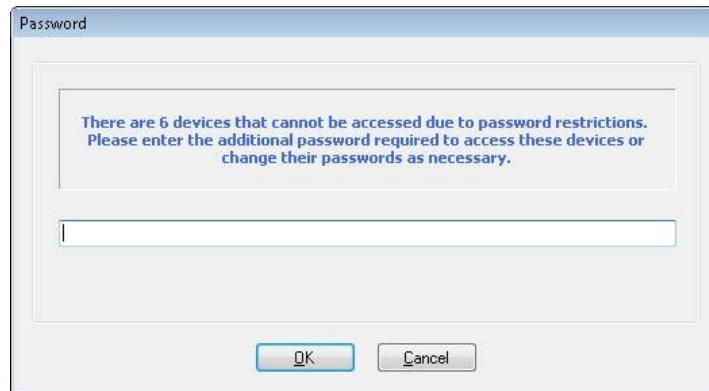 Password
There are 6 devices that cannot be accessed due to password restrictions.
Please enter the additional password required to access these devices or
change their passwords as necessary.
OK
Cancel